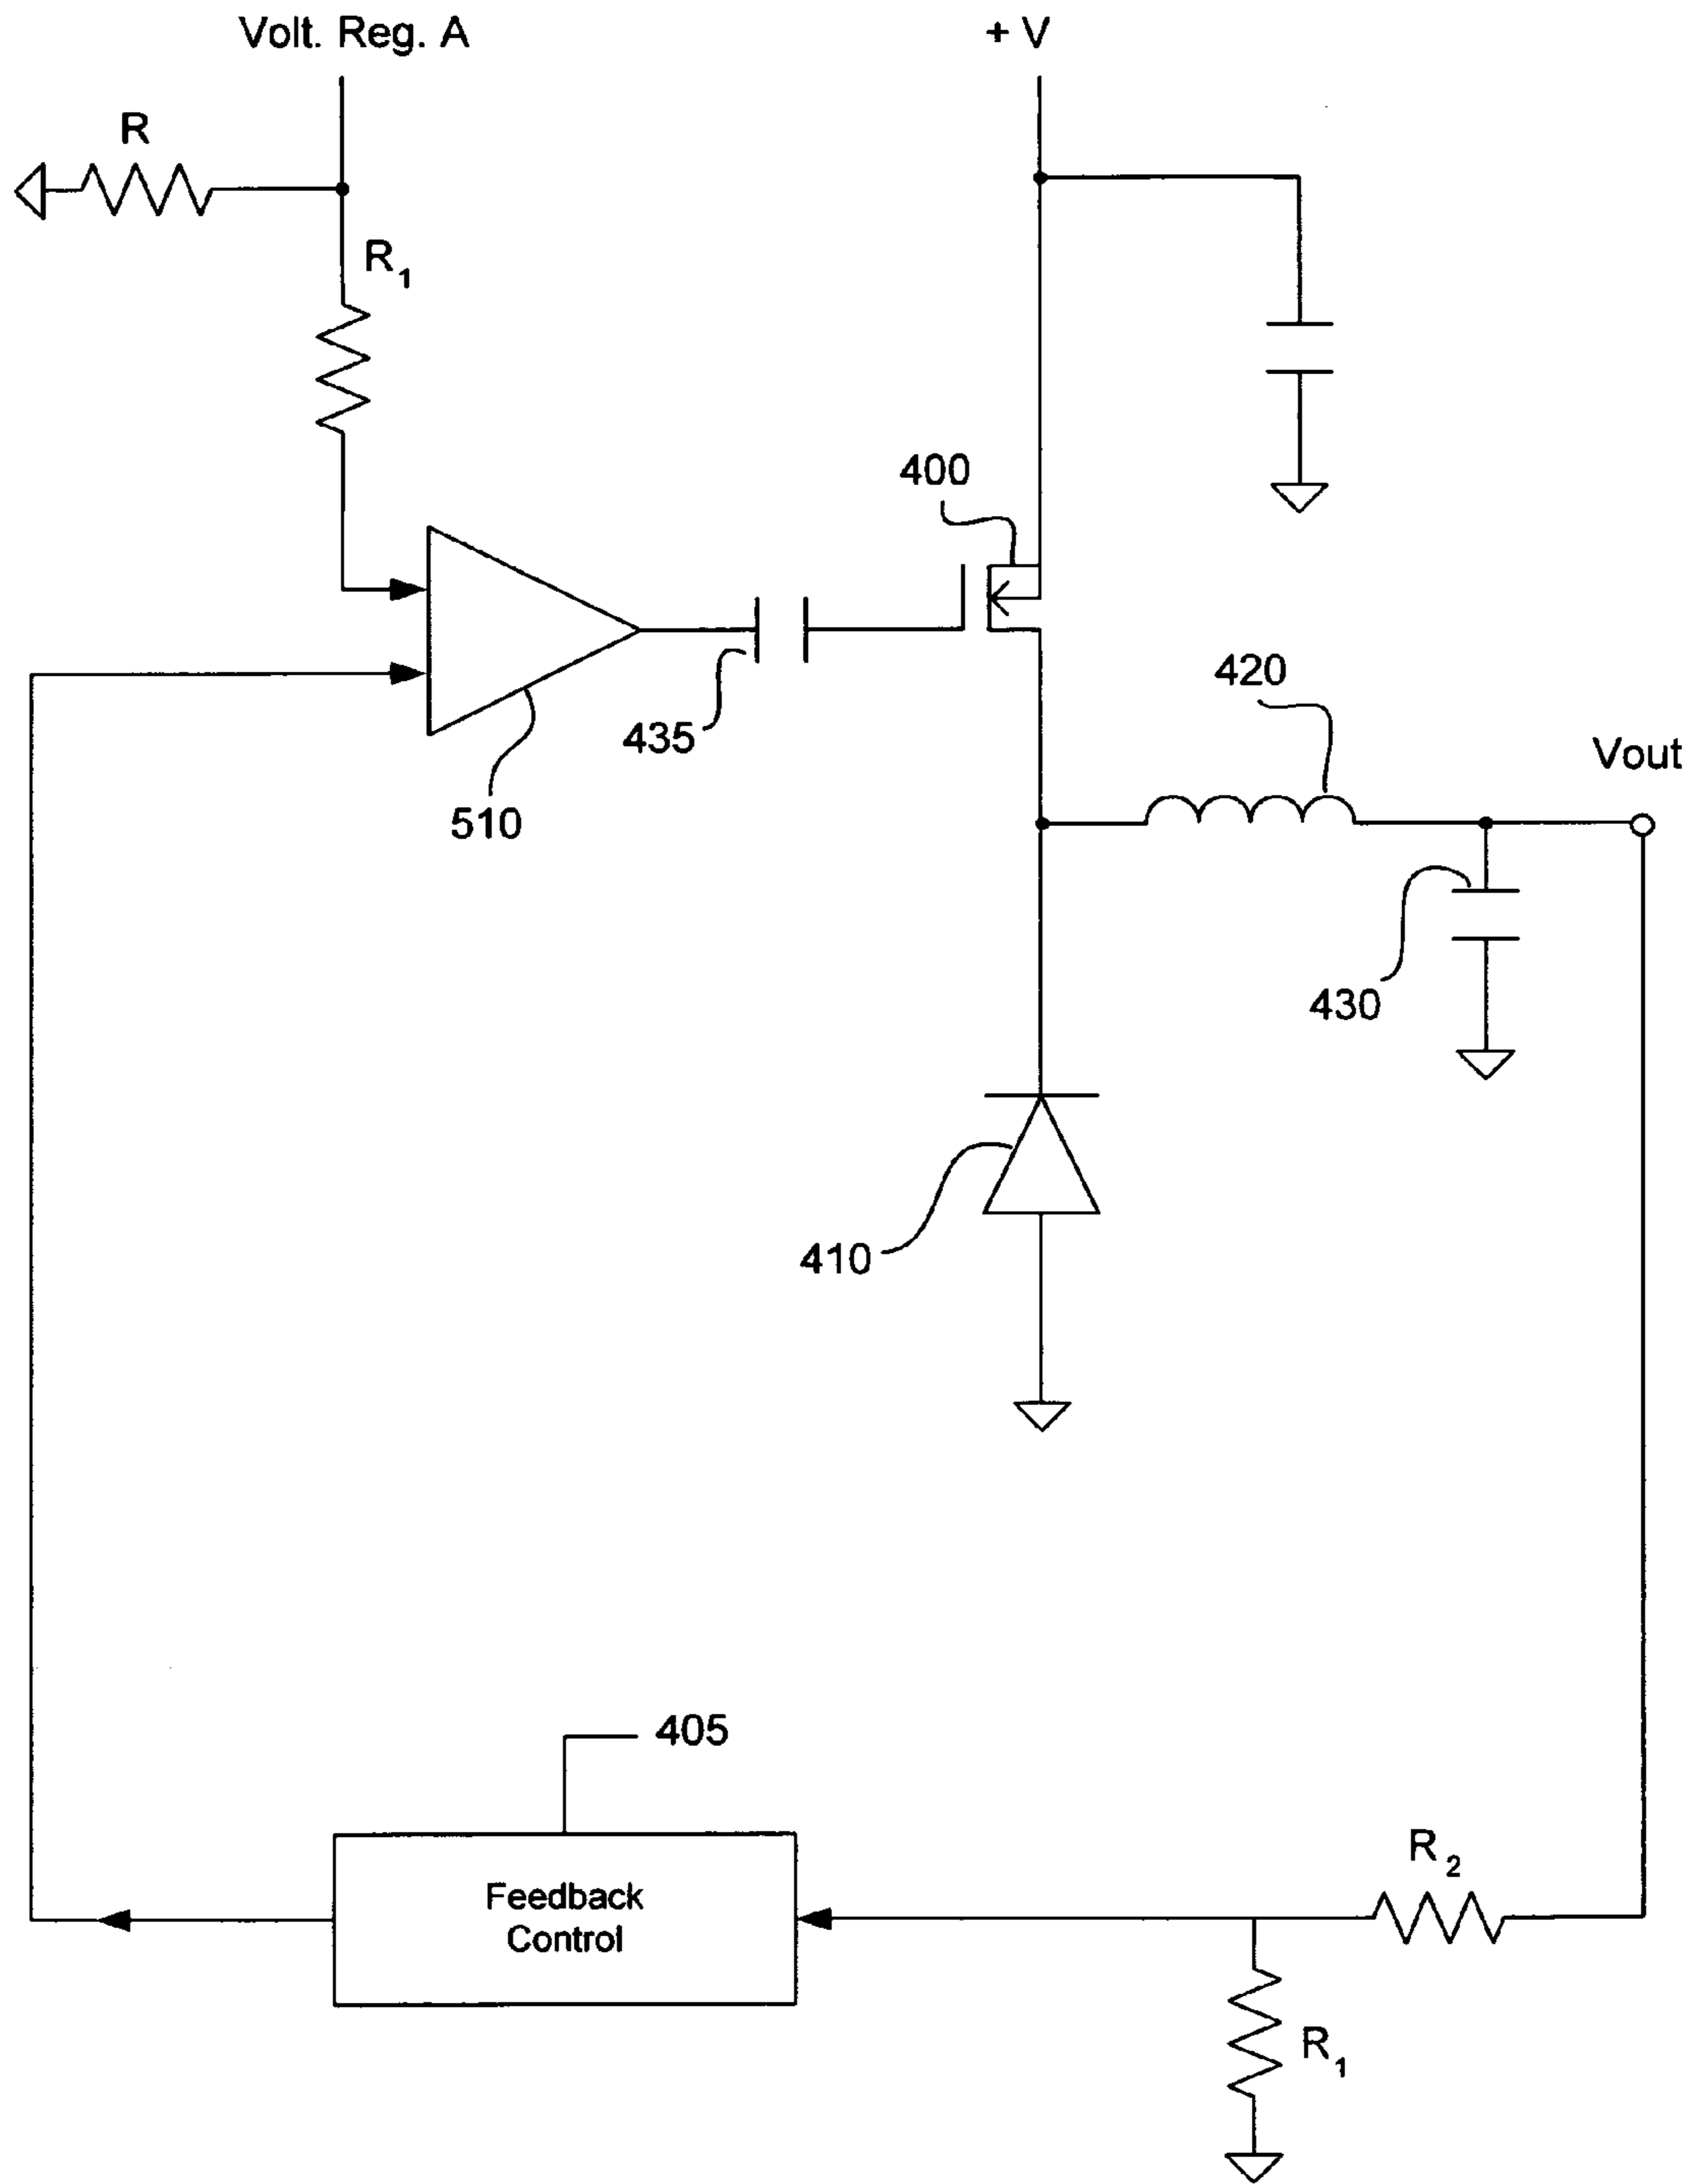 Volt. Reg. A
+ V
R
R₁
400
420
435
Vout
510
430
410
405
R₂
Feedback
Control
R₁